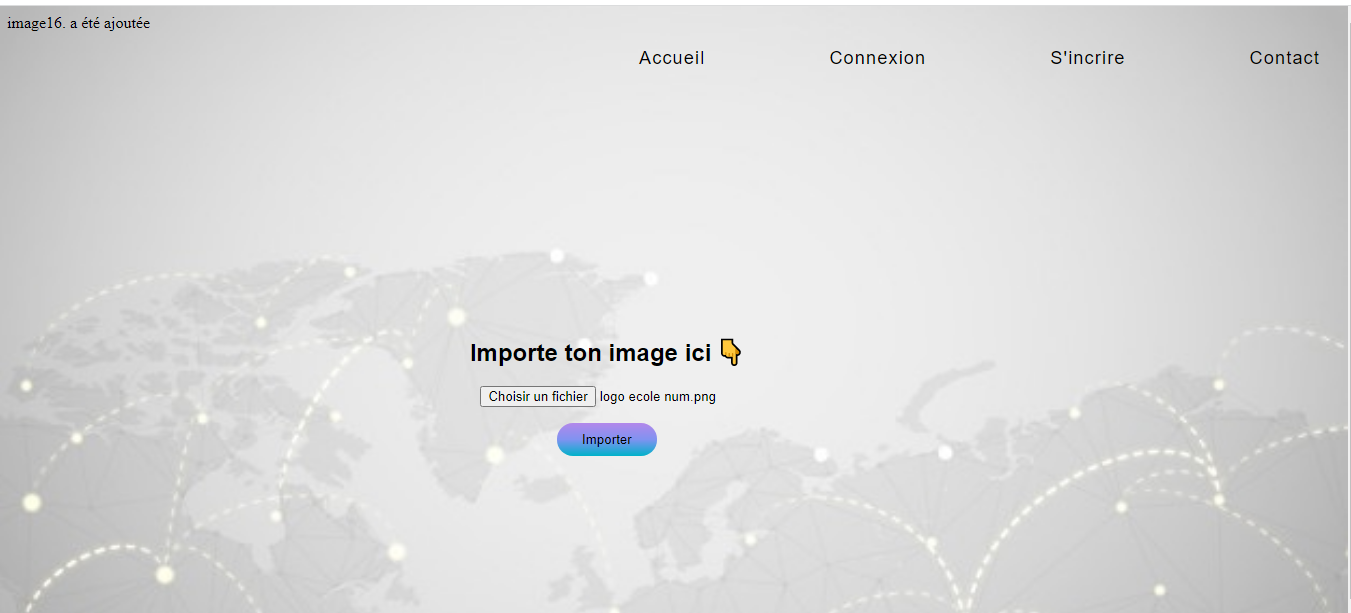 image16. a été ajoutée
Accueil Connexion S'incrire Contact
Importe ton image ici 👇
Choisir un fichier logo ecole num.png
Importer